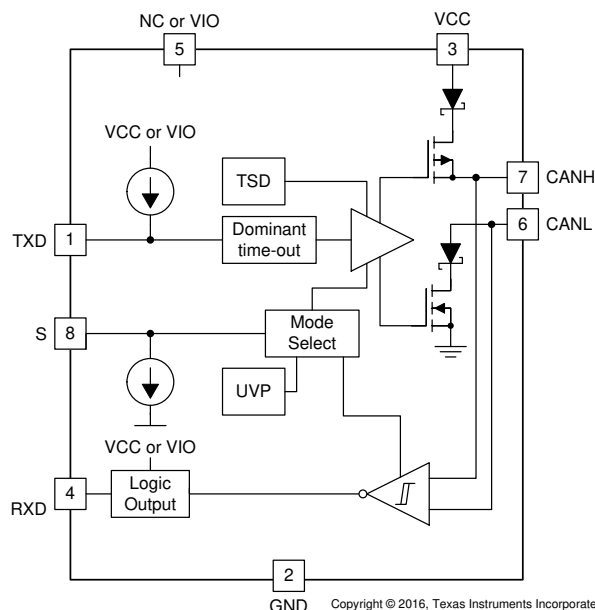 NC or VIO
VCC
5
3
VCC or VIO
TSD
7
CANH
TXD
1
Dominant
time-out
6
CANL
S
8
Mode
Select
UVP
VCC or VIO
RXD
4
Logic
Output
2
GND
Copyright © 2016, Texas Instruments Incorporate